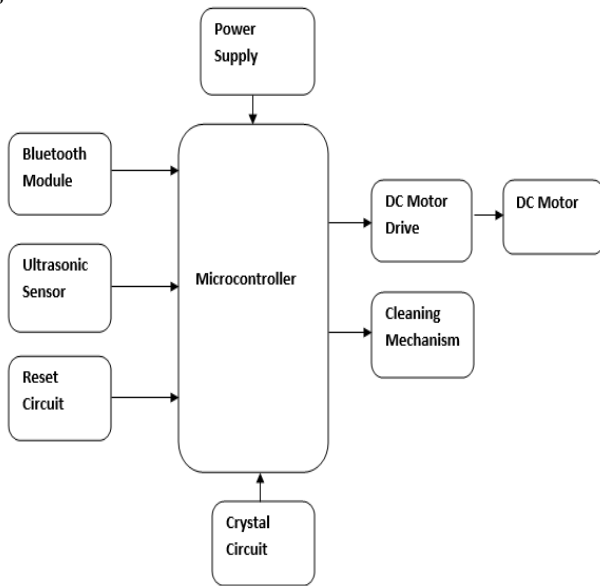 Power
Supply
Bluetooth
Module
Ultrasonic
Sensor
Reset
Circuit
Microcontroller
DC Motor
Drive
DC Motor
Cleaning
Mechanism
Crystal
Circuit